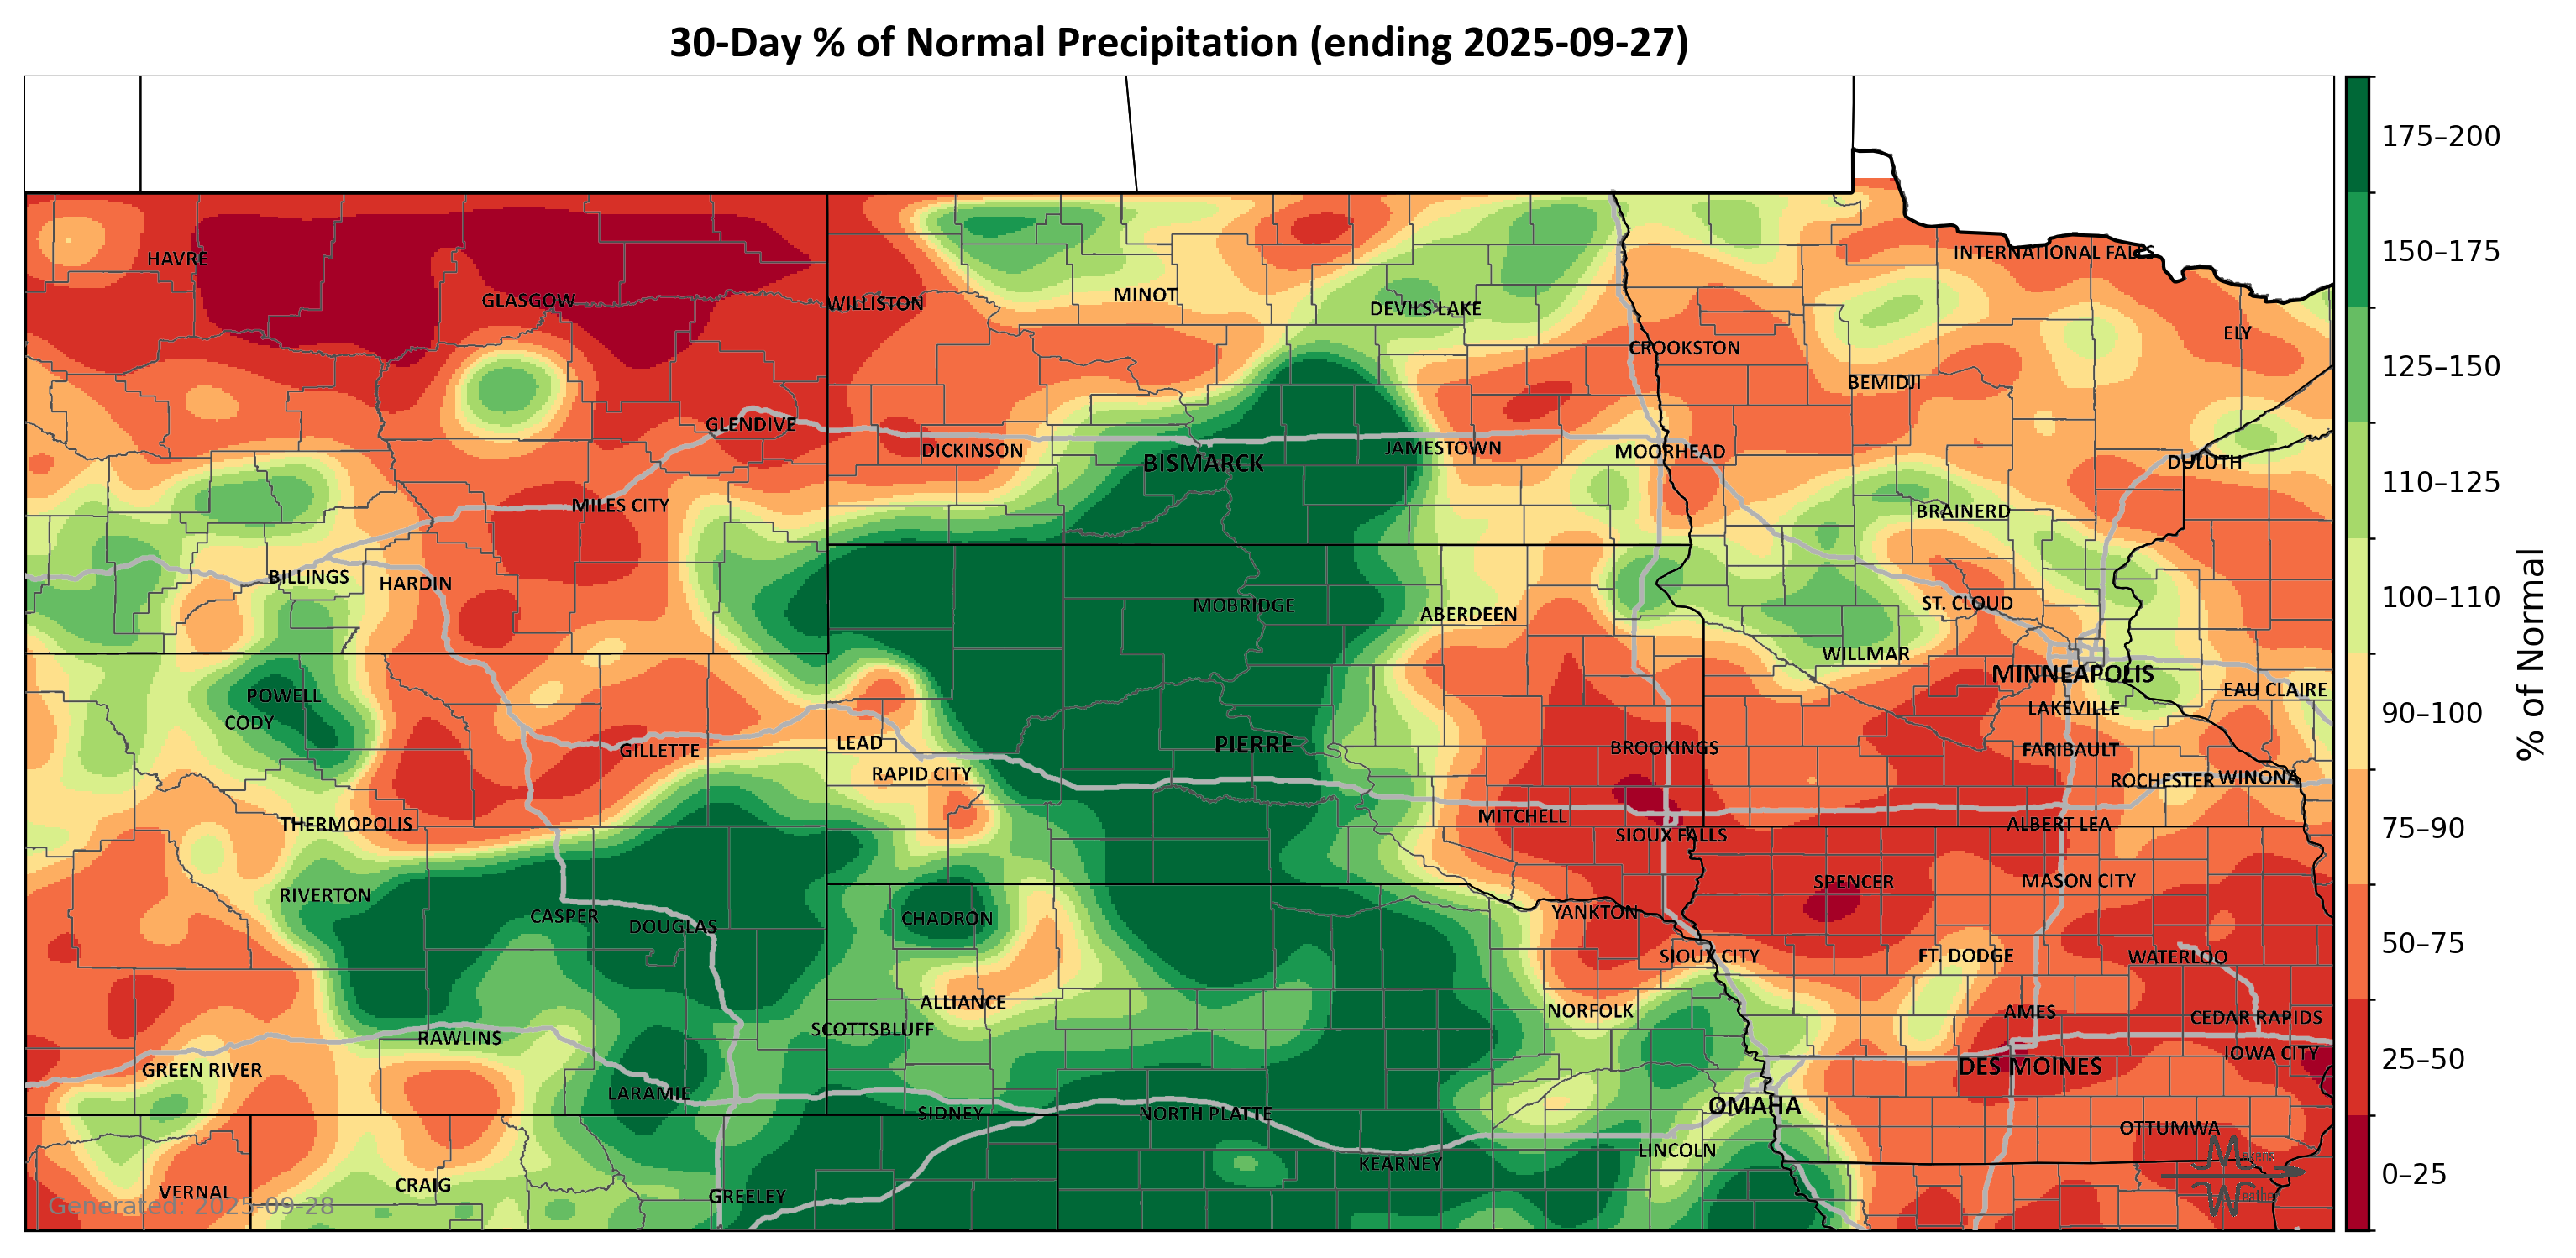 30-Day % of Normal Precipitation (ending 2025-09-27)
175–200
150–175
125–150
110–125
100–110
90–100
75–90
50–75
25–50
0–25
% of Normal
INTERNATIONAL FALLS
HAVRE
GLASGOW
WILLISTON
MINOT
DEVILS LAKE
ELY
CROOKSTON
BEMIDJI
GLENDIVE
DICKINSON
BISMARCK
JAMESTOWN
MOORHEAD
DULUTH
MILES CITY
BRAINERD
BILLINGS
HARDIN
MOBRIDGE
ABERDEEN
ST. CLOUD
WILLMAR
MINNEAPOLIS
POWELL
CODY
EAU CLAIRE
LAKEVILLE
GILLETTE
LEAD
PIERRE
BROOKINGS
FARIBAULT
RAPID CITY
ROCHESTER
WINONA
THERMOPOLIS
MITCHELL
SIOUX FALLS
ALBERT LEA
RIVERTON
SPENCER
MASON CITY
CASPER
DOUGLAS
CHADRON
YANKTON
SIOUX CITY
FT. DODGE
WATERLOO
ALLIANCE
NORFOLK
AMES
CEDAR RAPIDS
RAWLINS
SCOTTSBLUFF
IOWA CITY
GREEN RIVER
DES MOINES
LARAMIE
SIDNEY
NORTH PLATTE
OMAHA
OTTUMWA
LINCOLN
KEARNEY
VERNAL
CRAIG
GREELEY
Generated: 2025-09-28